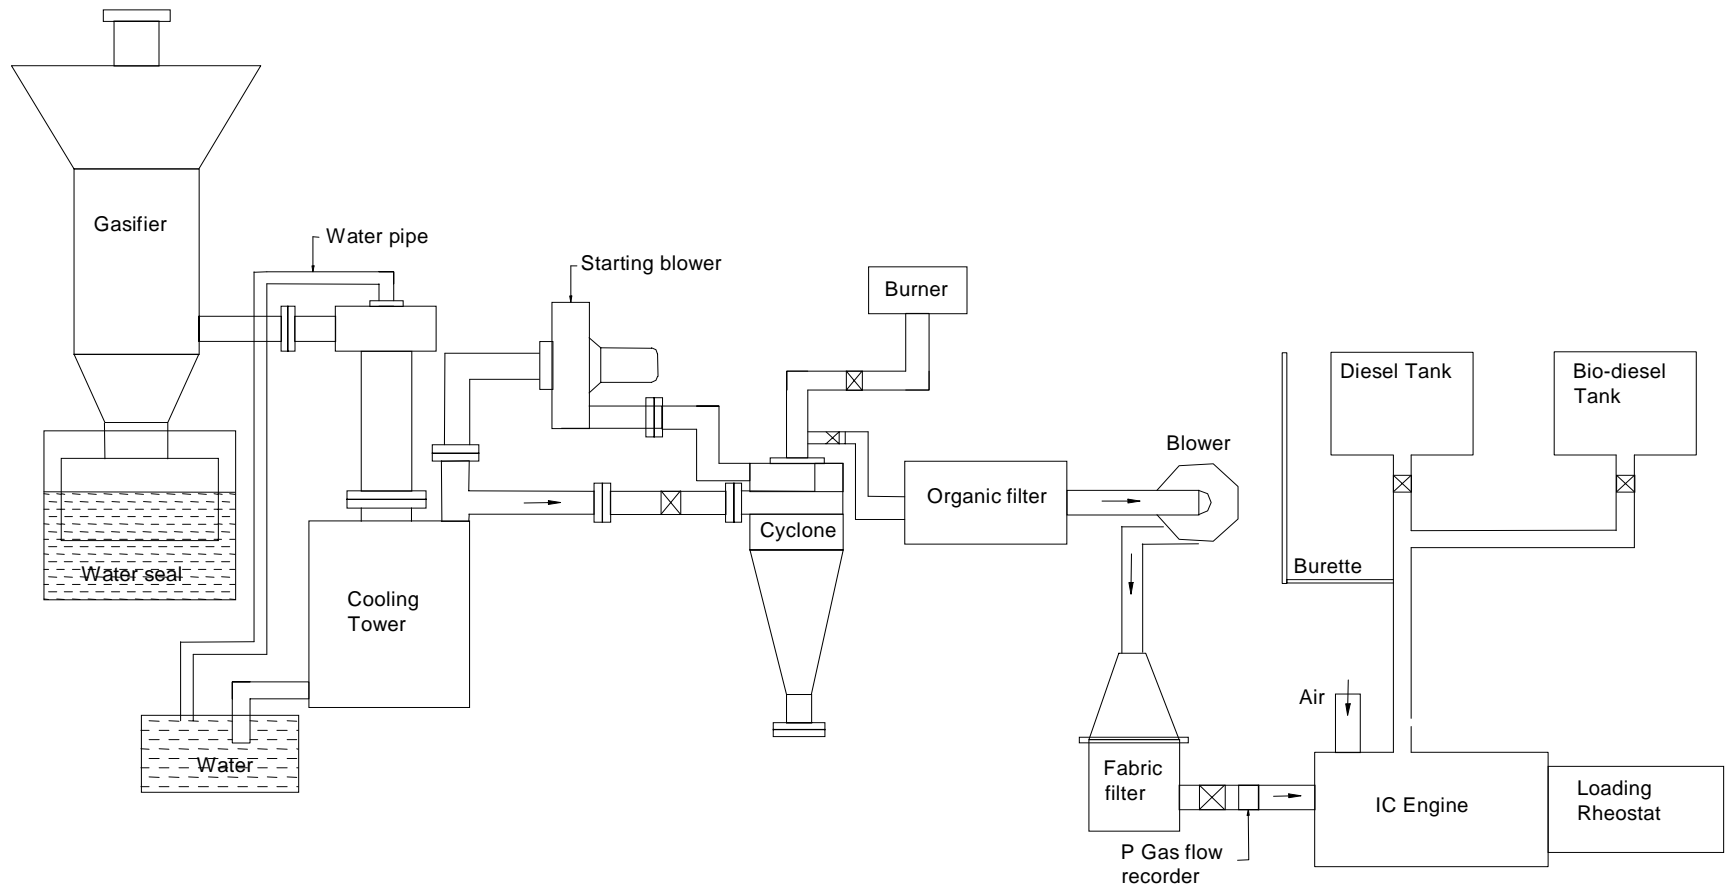 Gasifier
Water pipe
Starting blower
Burner
Diesel Tank
Bio-diesel
Tank
Blower
Organic filter
Cyclone
Water seal
Burette
Cooling
Tower
Air
Water
Fabric
filter
IC Engine
Loading
Rheostat
P Gas flow
recorder